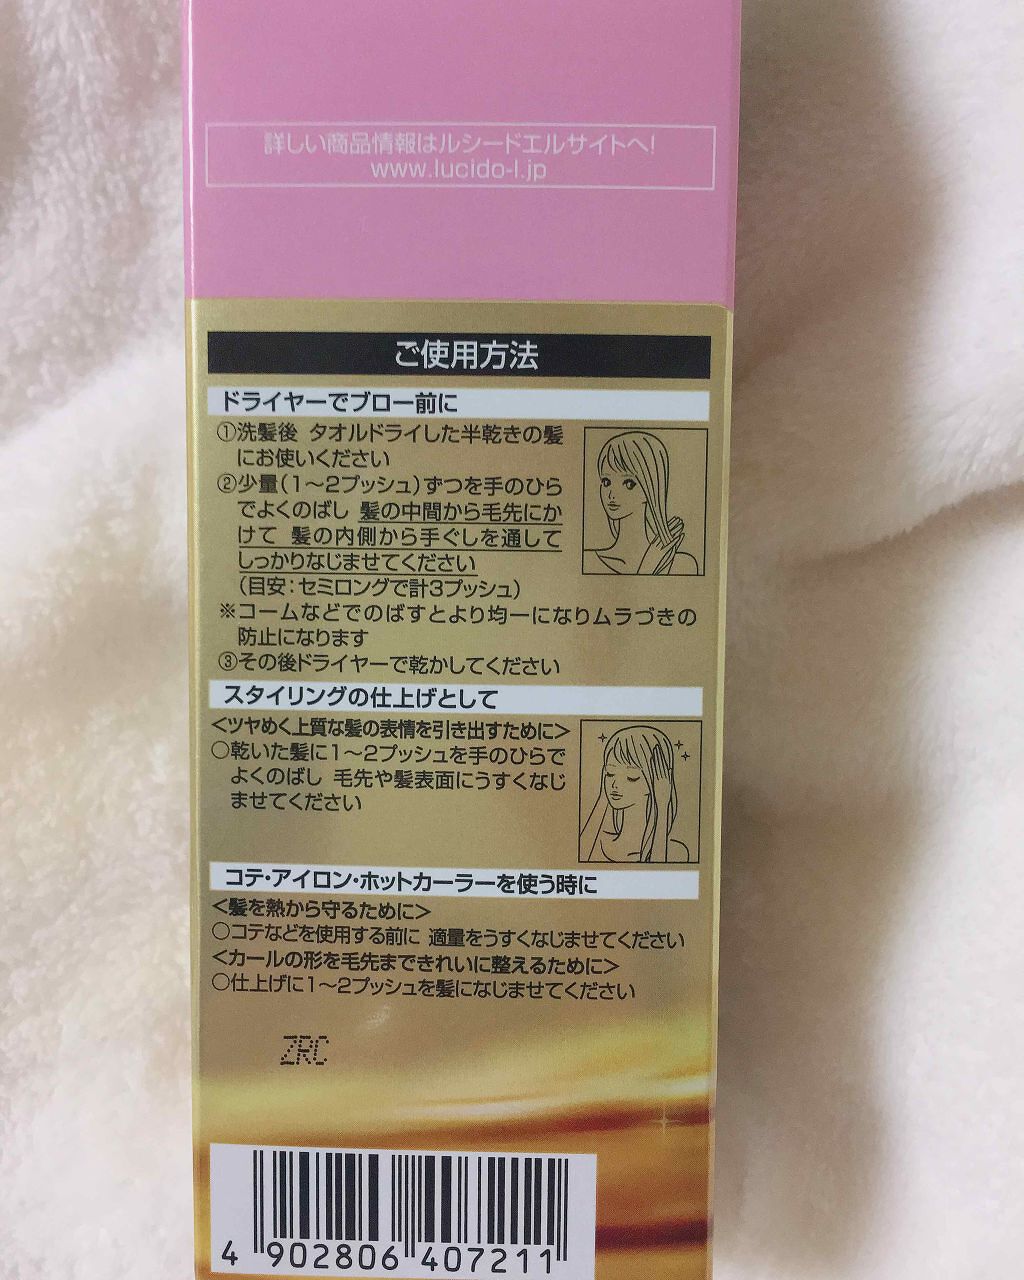 詳しい商品情報はルシードエルサイトへ!
www.lucido-l.jp
ご使用方法
ドライヤーでブロー前に
①洗髪後 タオルドライした半乾きの髪
にお使いください
②少量(1〜2プッシュ)ずつを手のひら
でよくのばし 髪の中間から毛先にか
けて 髪の内側から手ぐしを通して
しっかりなじませてください
(目安:セミロングで計3プッシュ)
※コームなどでのばすとより均一になりムラづきの
防止になります
③その後ドライヤーで乾かしてください
スタイリングの仕上げとして
<ツヤめく上質な髪の表情を引き出すために>
○乾いた髪に1〜2プッシュを手のひらで
よくのばし 毛先や髪表面にうすくなじ
ませてください
コテ・アイロン・ホットカーラーを使う時に
<髪を熱から守るために>
○コテなどを使用する前に 適量をうすくなじませてください
<カールの形を毛先まできれいに整えるために>
○仕上げに1〜2プッシュを髪になじませてください
ZRC
4 902806 407211